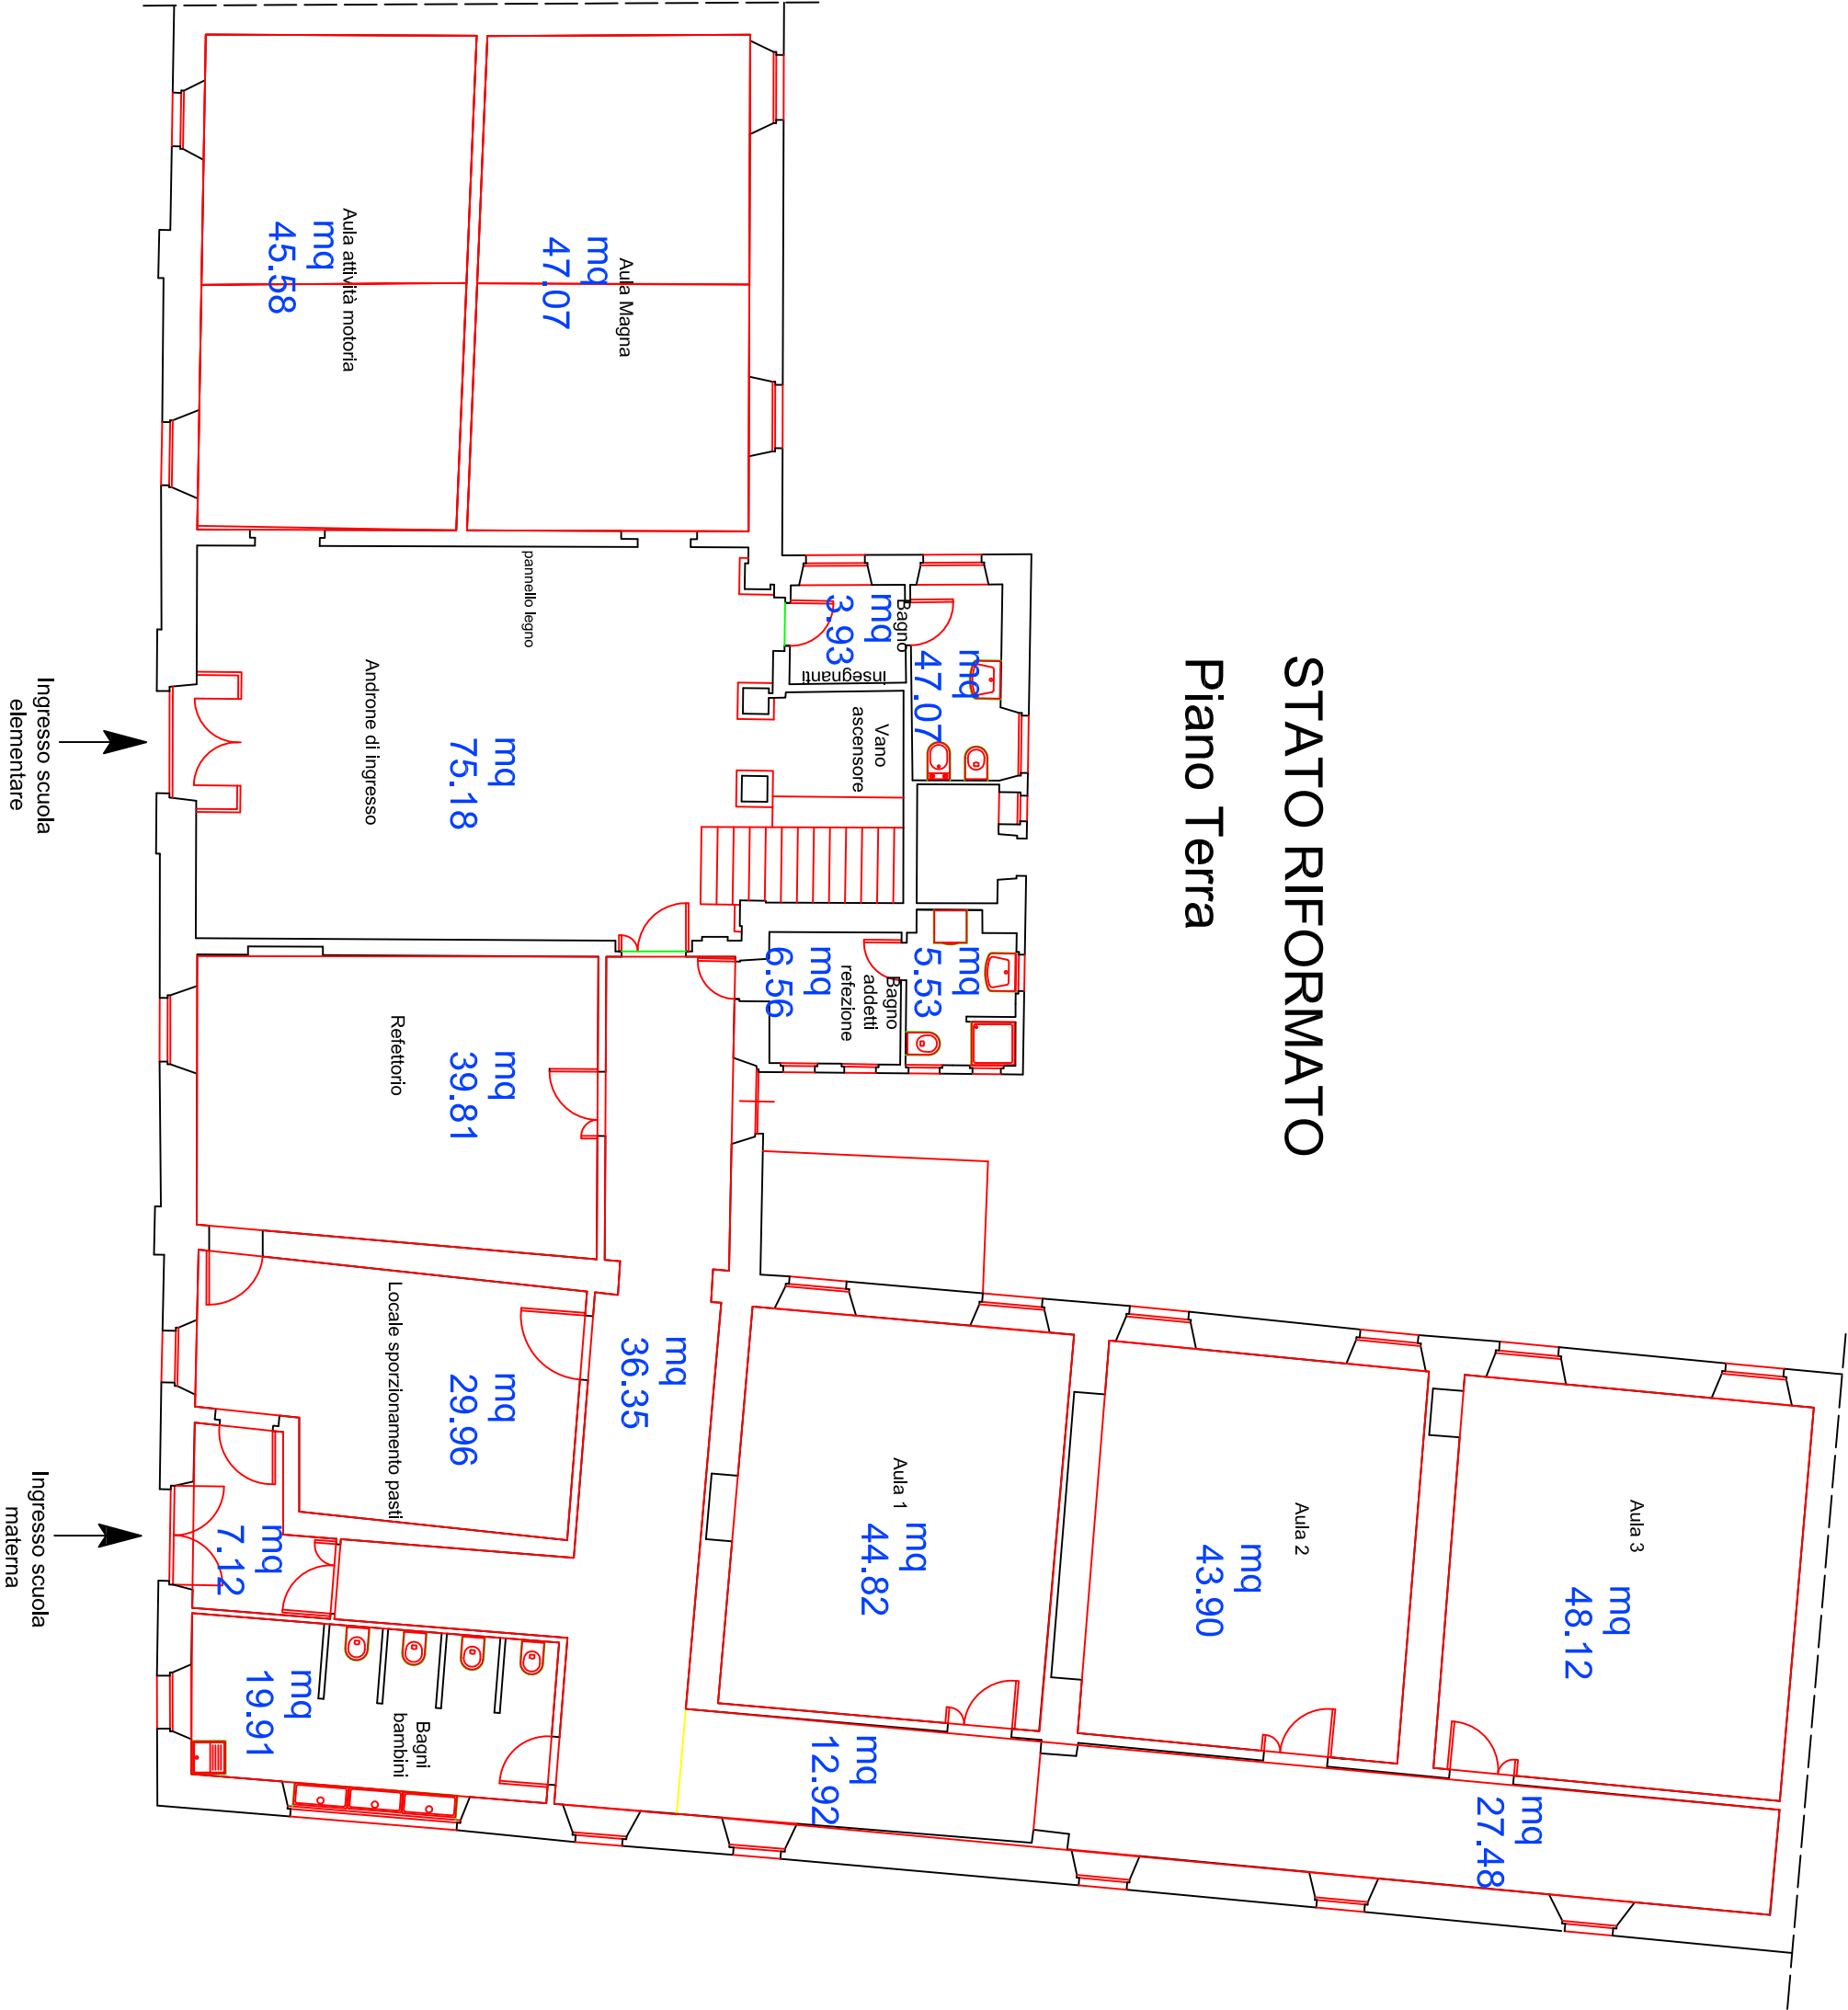 STATO RIFORMATO
Piano Terra
Aula 3
mq
48.12
mq
27.48
Aula 2
mq
43.90
Aula 1
mq
44.82
mq
12.92
mq
47.07
Bagno
insegnanti
mq
3.93
Vano
ascensore
mq
5.53
Bagno
addetti
refezione
mq
6.56
Aula Magna
mq
47.07
Aula attività motoria
mq
45.58
pannello legno
mq
75.18
Androne di ingresso
mq
39.81
Refettorio
mq
36.35
mq
29.96
Locale sporzionamento pasti
mq
7.12
Bagni
bambini
mq
19.91
Ingresso scuola
elementare
Ingresso scuola
materna